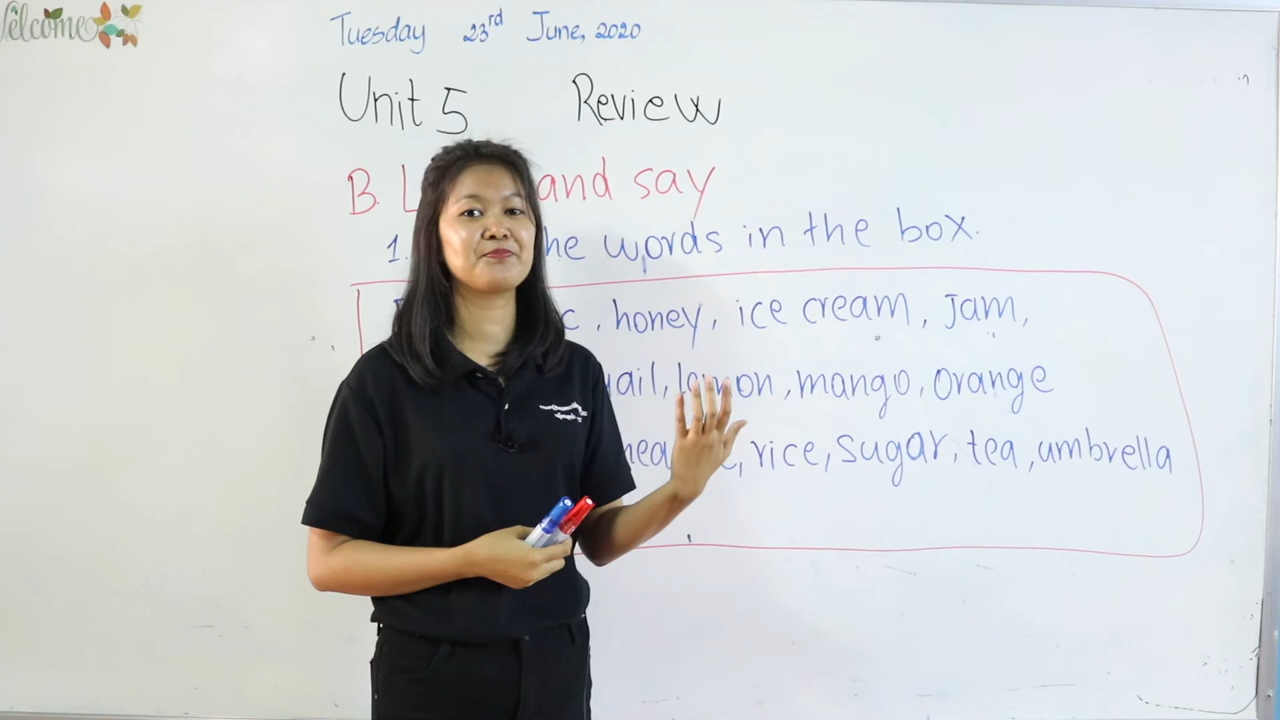 Welcome
Tuesday 23rd June, 2020
Unit 5 Review
B. L and say
1. he words in the box.
c, honey, ice cream, Jam,
ail, lemon, mango, orange
rice, sugar, tea, umbrella